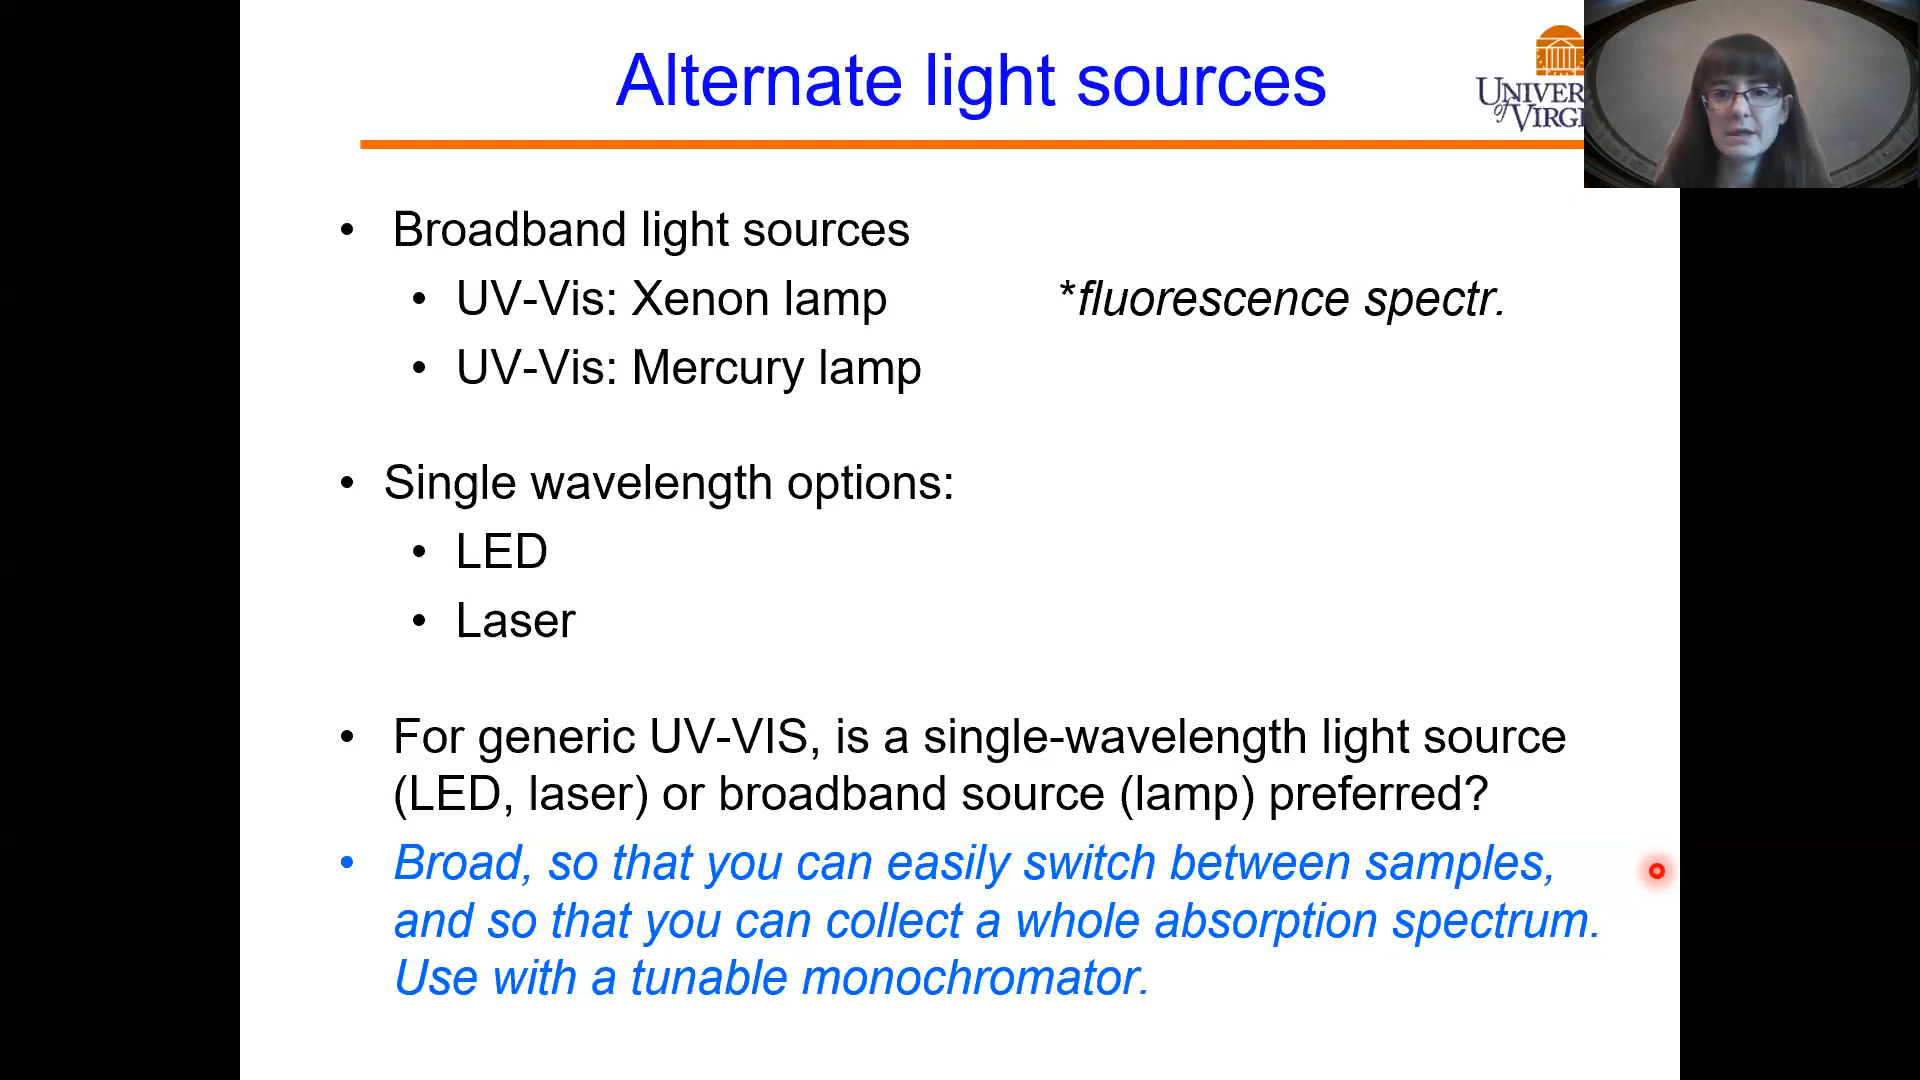 Alternate light sources
UNIVER
of VIRGI
• Broadband light sources
• UV-Vis: Xenon lamp *fluorescence spectr.
• UV-Vis: Mercury lamp
• Single wavelength options:
• LED
• Laser
• For generic UV-VIS, is a single-wavelength light source
(LED, laser) or broadband source (lamp) preferred?
• Broad, so that you can easily switch between samples,
and so that you can collect a whole absorption spectrum.
Use with a tunable monochromator.